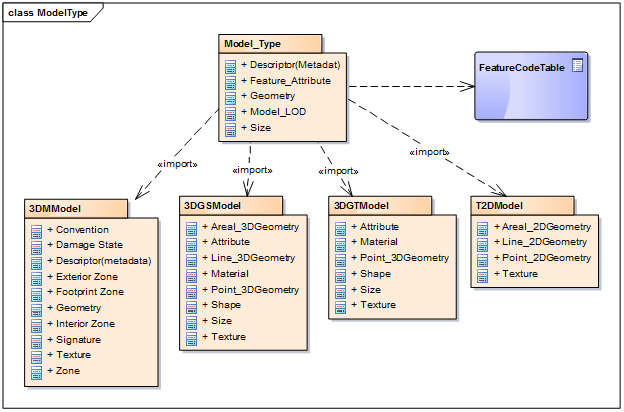 class ModelType
Model_Type
+ Descriptor(Metadat)
+ Feature_Attribute
+ Geometry
+ Model_LOD
+ Size
FeatureCodeTable
«import»
«import»
«import»
«import»
3DMModel
+ Convention
+ Damage State
+ Descriptor(metadata)
+ Exterior Zone
+ Footprint Zone
+ Geometry
+ Interior Zone
+ Signature
+ Texture
+ Zone
3DGSModel
+ Areal_3DGeometry
+ Attribute
+ Line_3DGeometry
+ Material
+ Point_3DGeometry
+ Shape
+ Size
+ Texture
3DGTModel
+ Attribute
+ Material
+ Point_3DGeometry
+ Shape
+ Size
+ Texture
T2DModel
+ Areal_2DGeometry
+ Line_2DGeometry
+ Point_2DGeometry
+ Texture